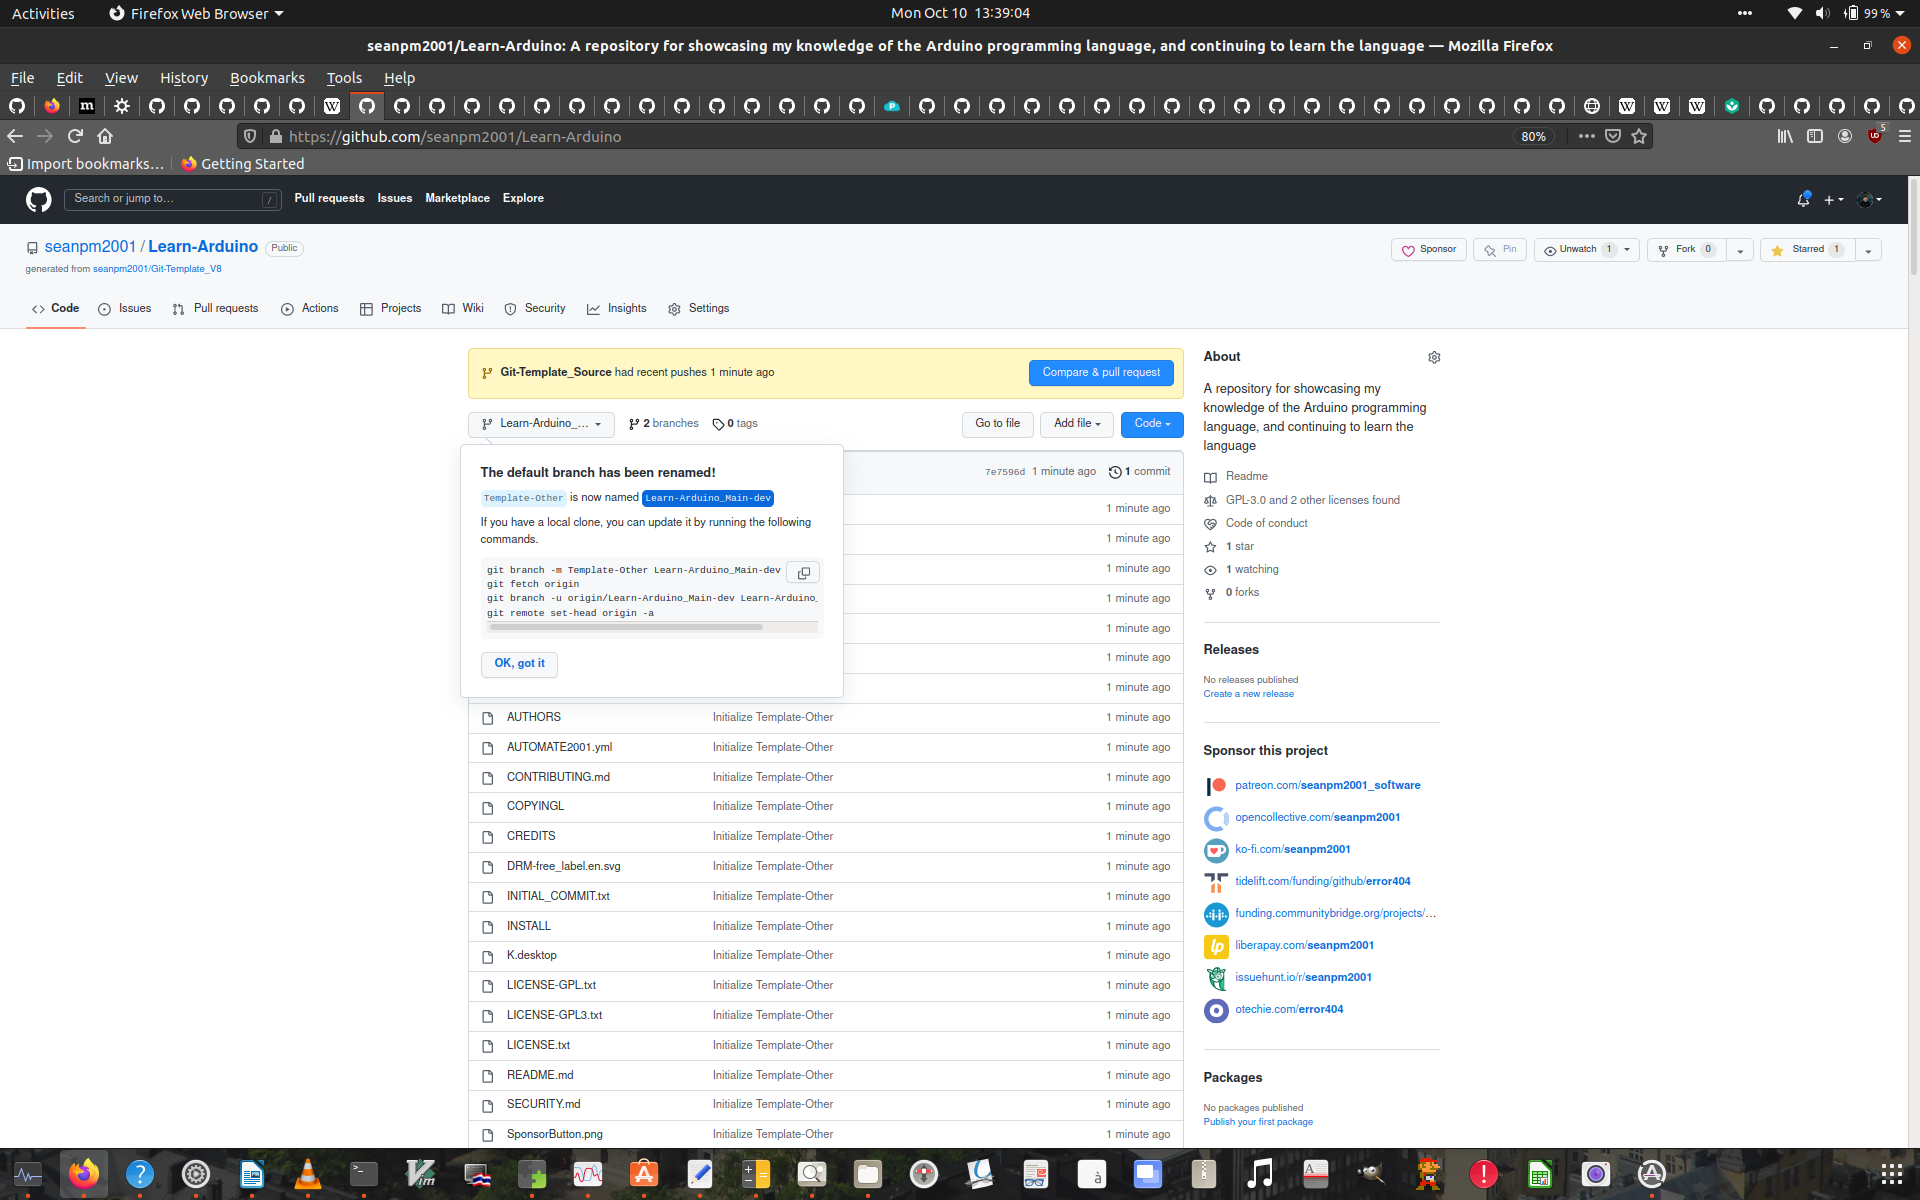 Activities
Firefox Web Browser
Mon Oct 10 13:39:04
99 %
seanpm2001/Learn-Arduino: A repository for showcasing my knowledge of the Arduino programming language, and continuing to learn the language — Mozilla Firefox
File Edit View History Bookmarks Tools Help
https://github.com/seanpm2001/Learn-Arduino
80%
5
Import bookmarks…
Getting Started
Search or jump to…
/
Pull requests Issues Marketplace Explore
seanpm2001 / Learn-Arduino Public
generated from seanpm2001/Git-Template_V8
Sponsor
Pin
Unwatch 1
Fork 0
Starred 1
Code
Issues
Pull requests
Actions
Projects
Wiki
Security
Insights
Settings
Git-Template_Source had recent pushes 1 minute ago
Compare & pull request
Learn-Arduino_...
2 branches
0 tags
Go to file
Add file
Code
The default branch has been renamed!
Template-Other is now named Learn-Arduino_Main-dev
If you have a local clone, you can update it by running the following
commands.
git branch -m Template-Other Learn-Arduino_Main-dev
git fetch origin
git branch -u origin/Learn-Arduino_Main-dev Learn-Arduino_
git remote set-head origin -a
OK, got it
7e7596d 1 minute ago 1 commit
1 minute ago
1 minute ago
1 minute ago
1 minute ago
1 minute ago
1 minute ago
1 minute ago
AUTHORS Initialize Template-Other 1 minute ago
AUTOMATE2001.yml Initialize Template-Other 1 minute ago
CONTRIBUTING.md Initialize Template-Other 1 minute ago
COPYINGL Initialize Template-Other 1 minute ago
CREDITS Initialize Template-Other 1 minute ago
DRM-free_label.en.svg Initialize Template-Other 1 minute ago
INITIAL_COMMIT.txt Initialize Template-Other 1 minute ago
INSTALL Initialize Template-Other 1 minute ago
K.desktop Initialize Template-Other 1 minute ago
LICENSE-GPL.txt Initialize Template-Other 1 minute ago
LICENSE-GPL3.txt Initialize Template-Other 1 minute ago
LICENSE.txt Initialize Template-Other 1 minute ago
README.md Initialize Template-Other 1 minute ago
SECURITY.md Initialize Template-Other 1 minute ago
SponsorButton.png Initialize Template-Other 1 minute ago
About
A repository for showcasing my
knowledge of the Arduino programming
language, and continuing to learn the
language
Readme
GPL-3.0 and 2 other licenses found
Code of conduct
1 star
1 watching
0 forks
Releases
No releases published
Create a new release
Sponsor this project
patreon.com/seanpm2001_software
opencollective.com/seanpm2001
ko-fi.com/seanpm2001
tidelift.com/funding/github/error404
funding.communitybridge.org/projects/…
liberapay.com/seanpm2001
issuehunt.io/r/seanpm2001
otechie.com/error404
Packages
No packages published
Publish your first package